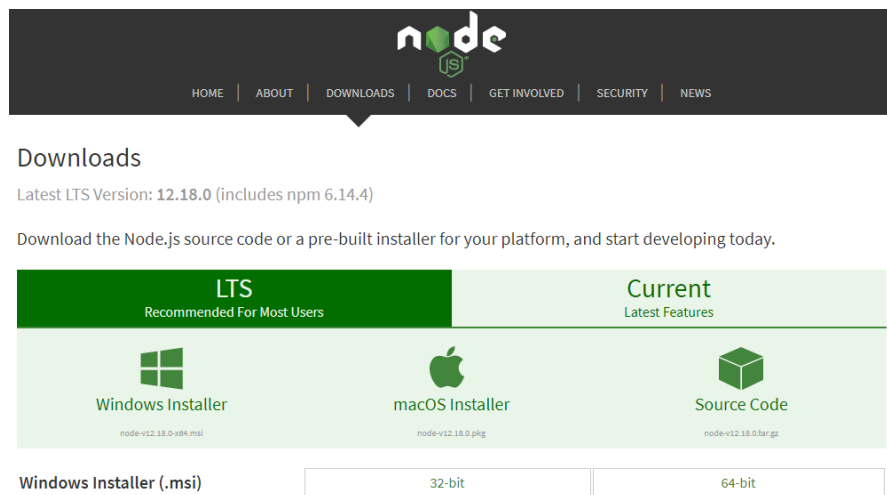 node
JS
HOME | ABOUT | DOWNLOADS | DOCS | GET INVOLVED | SECURITY | NEWS
Downloads
Latest LTS Version: 12.18.0 (includes npm 6.14.4)
Download the Node.js source code or a pre-built installer for your platform, and start developing today.
LTS
Recommended For Most Users
Current
Latest Features
Windows Installer
node-v12.18.0-x64.msi
macOS Installer
node-v12.18.0.pkg
Source Code
node-v12.18.0.tar.gz
Windows Installer (.msi) 32-bit 64-bit